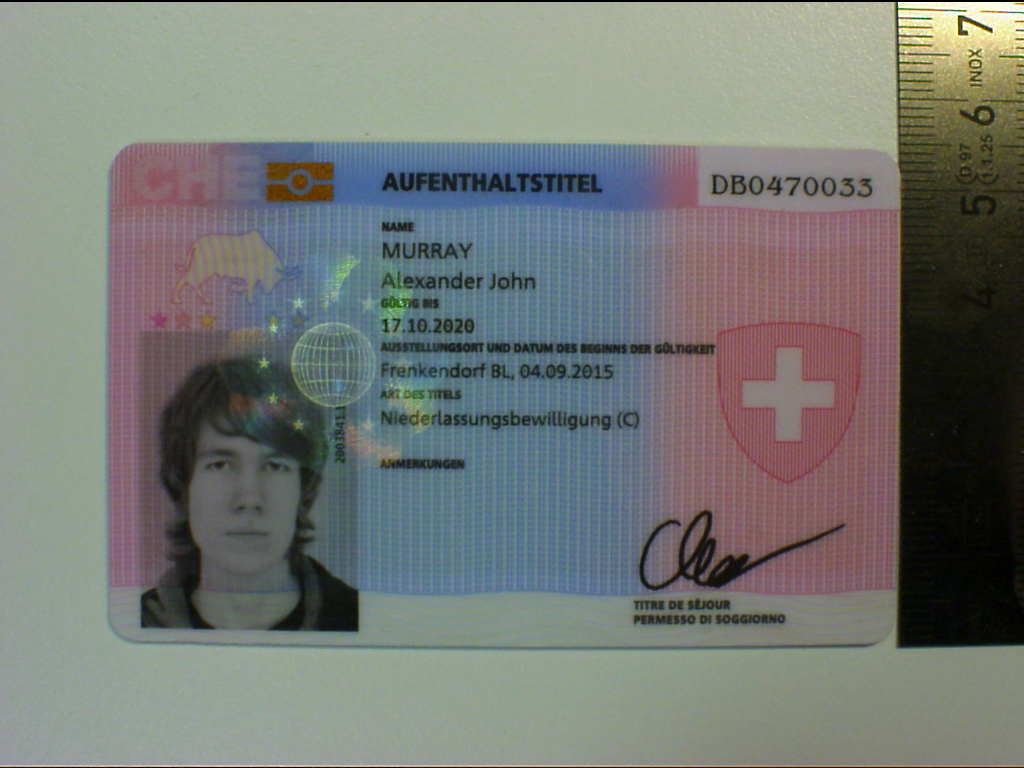 CHE
AUFENTHALTSTITEL
DB0470033
NAME
MURRAY
Alexander John
GÜLTIG BIS
17.10.2020
AUSSTELLUNGSORT UND DATUM DES BEGINNS DER GÜLTIGKEIT
Frenkendorf BL, 04.09.2015
ART DES TITELS
Niederlassungsbewilligung (C)
ANMERKUNGEN
TITRE DE SÉJOUR
PERMESSO DI SOGGIORNO
7
INOX
6
0.97
1.25
5
4